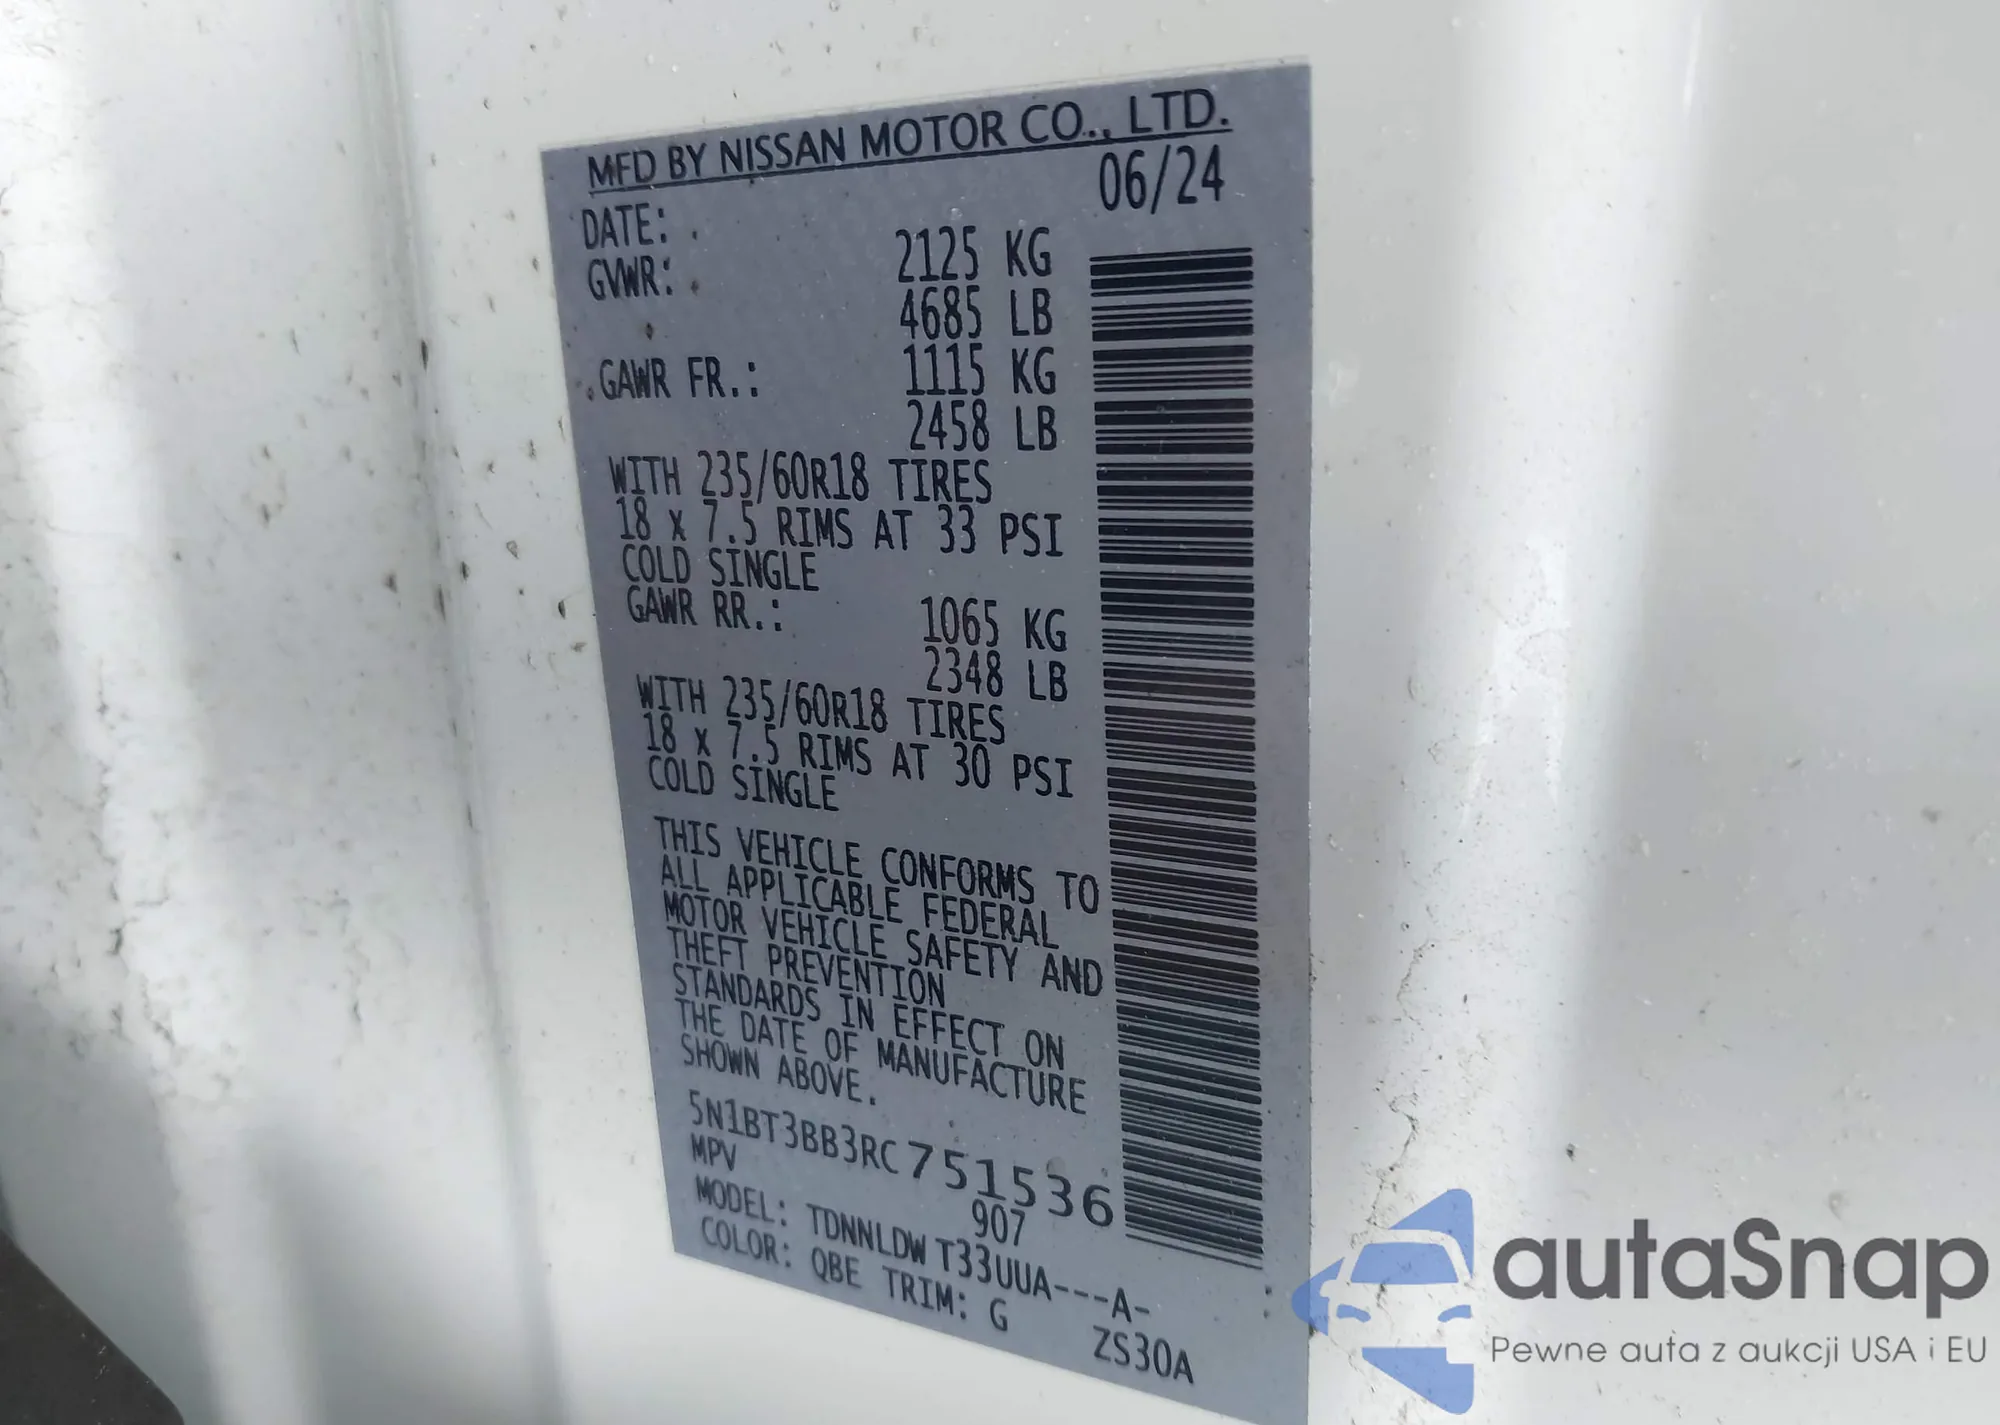 MFD BY NISSAN MOTOR CO., LTD.
DATE: 06/24
GVWR: 2125 KG
4685 LB
GAWR FR.: 1115 KG
2458 LB
WITH 235/60R18 TIRES
18 x 7.5 RIMS AT 33 PSI
COLD SINGLE
GAWR RR.: 1065 KG
2348 LB
WITH 235/60R18 TIRES
18 x 7.5 RIMS AT 30 PSI
COLD SINGLE
THIS VEHICLE CONFORMS TO
ALL APPLICABLE FEDERAL
MOTOR VEHICLE SAFETY AND
THEFT PREVENTION
STANDARDS IN EFFECT ON
THE DATE OF MANUFACTURE
SHOWN ABOVE.
5N1BT3BB3RC751536
MPV 907
MODEL: TDNNLDWT33UUA---A-
COLOR: QBE TRIM: G ZS30A
autaSnap
Pewne auta z aukcji USA i EU